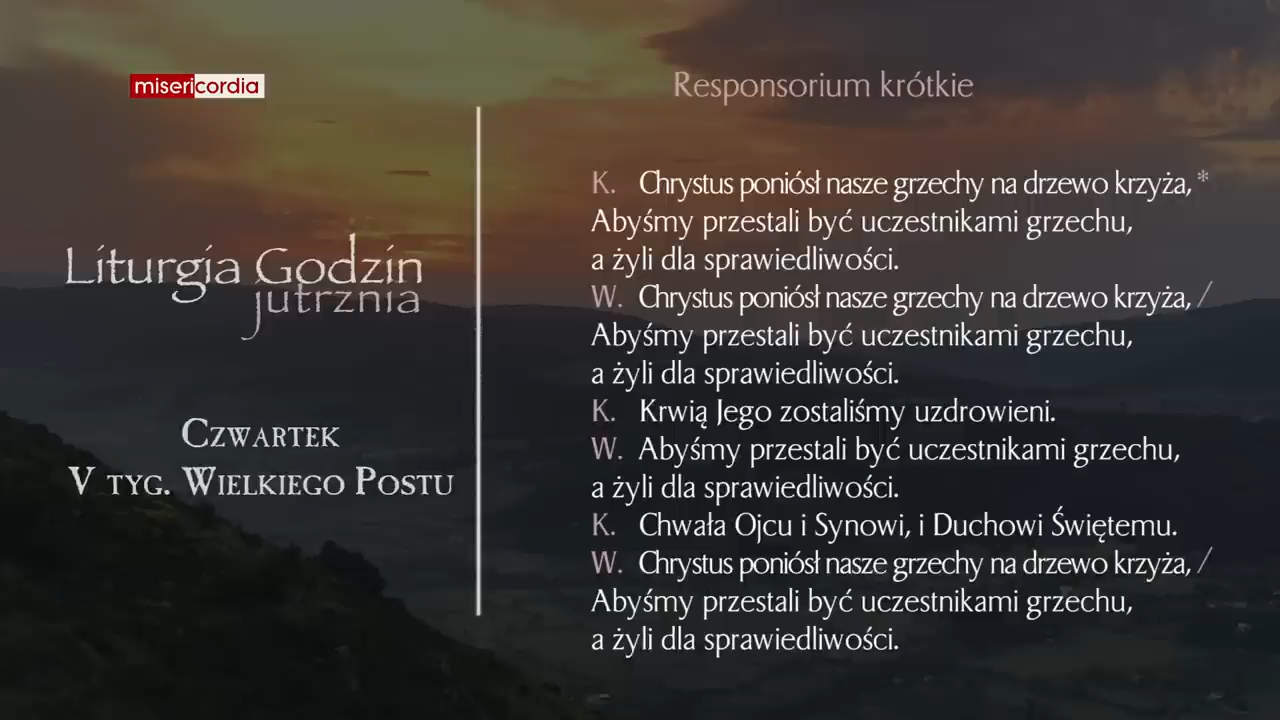 misericordia
Liturgia Godzin
jutrznia
Czwartek
V tyg. Wielkiego Postu
Responsorium krótkie
K. Chrystus poniósł nasze grzechy na drzewo krzyża, *
Abyśmy przestali być uczestnikami grzechu,
a żyli dla sprawiedliwości.
W. Chrystus poniósł nasze grzechy na drzewo krzyża, /
Abyśmy przestali być uczestnikami grzechu,
a żyli dla sprawiedliwości.
K. Krwią Jego zostaliśmy uzdrowieni.
W. Abyśmy przestali być uczestnikami grzechu,
a żyli dla sprawiedliwości.
K. Chwała Ojcu i Synowi, i Duchowi Świętemu.
W. Chrystus poniósł nasze grzechy na drzewo krzyża, /
Abyśmy przestali być uczestnikami grzechu,
a żyli dla sprawiedliwości.